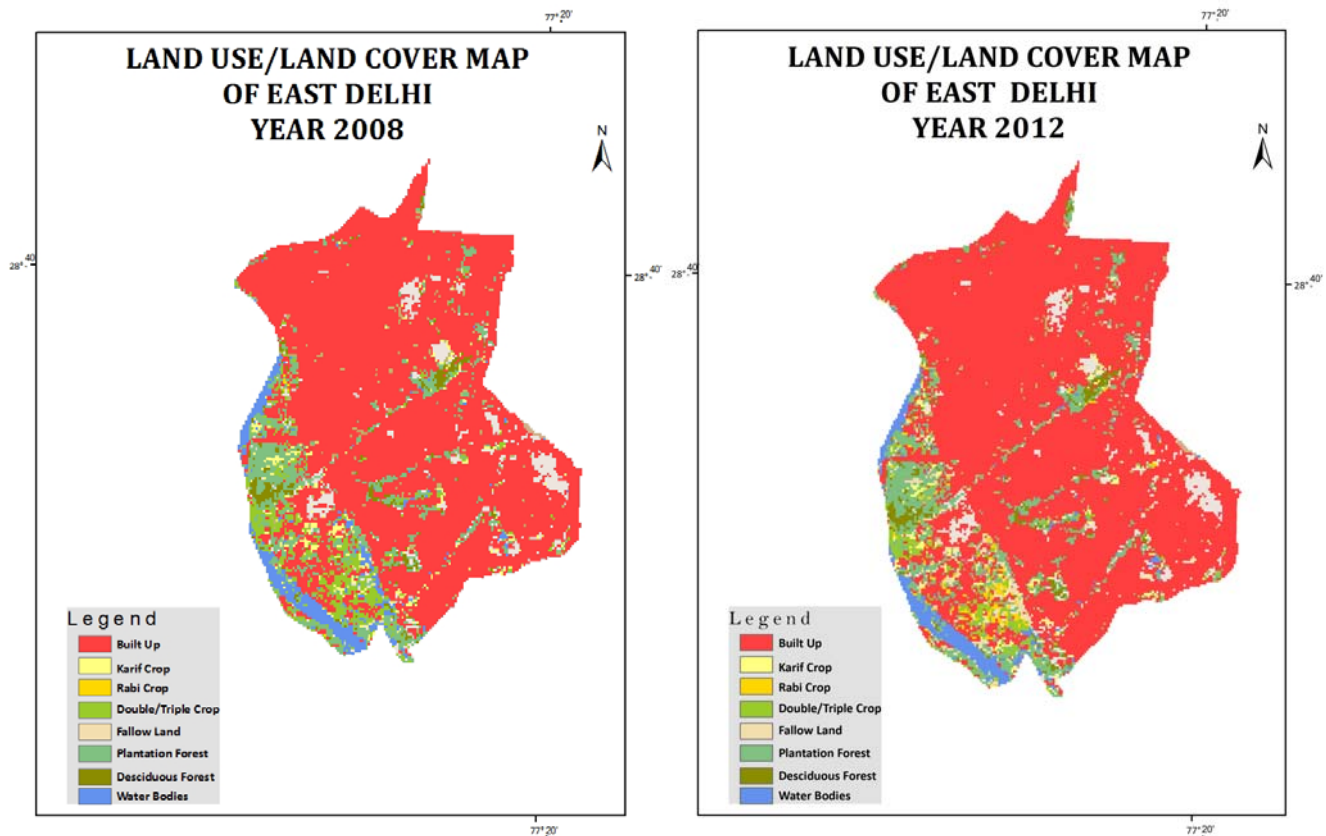 77°20'
LAND USE/LAND COVER MAP
OF EAST DELHI
YEAR 2008
N
28°40'
28°40'
Legend
Built Up
Karif Crop
Rabi Crop
Double/Triple Crop
Fallow Land
Plantation Forest
Desciduous Forest
Water Bodies
77°20'
77°20'
LAND USE/LAND COVER MAP
OF EAST DELHI
YEAR 2012
N
28°40'
28°40'
Legend
Built Up
Karif Crop
Rabi Crop
Double/Triple Crop
Fallow Land
Plantation Forest
Desciduous Forest
Water Bodies
77°20'